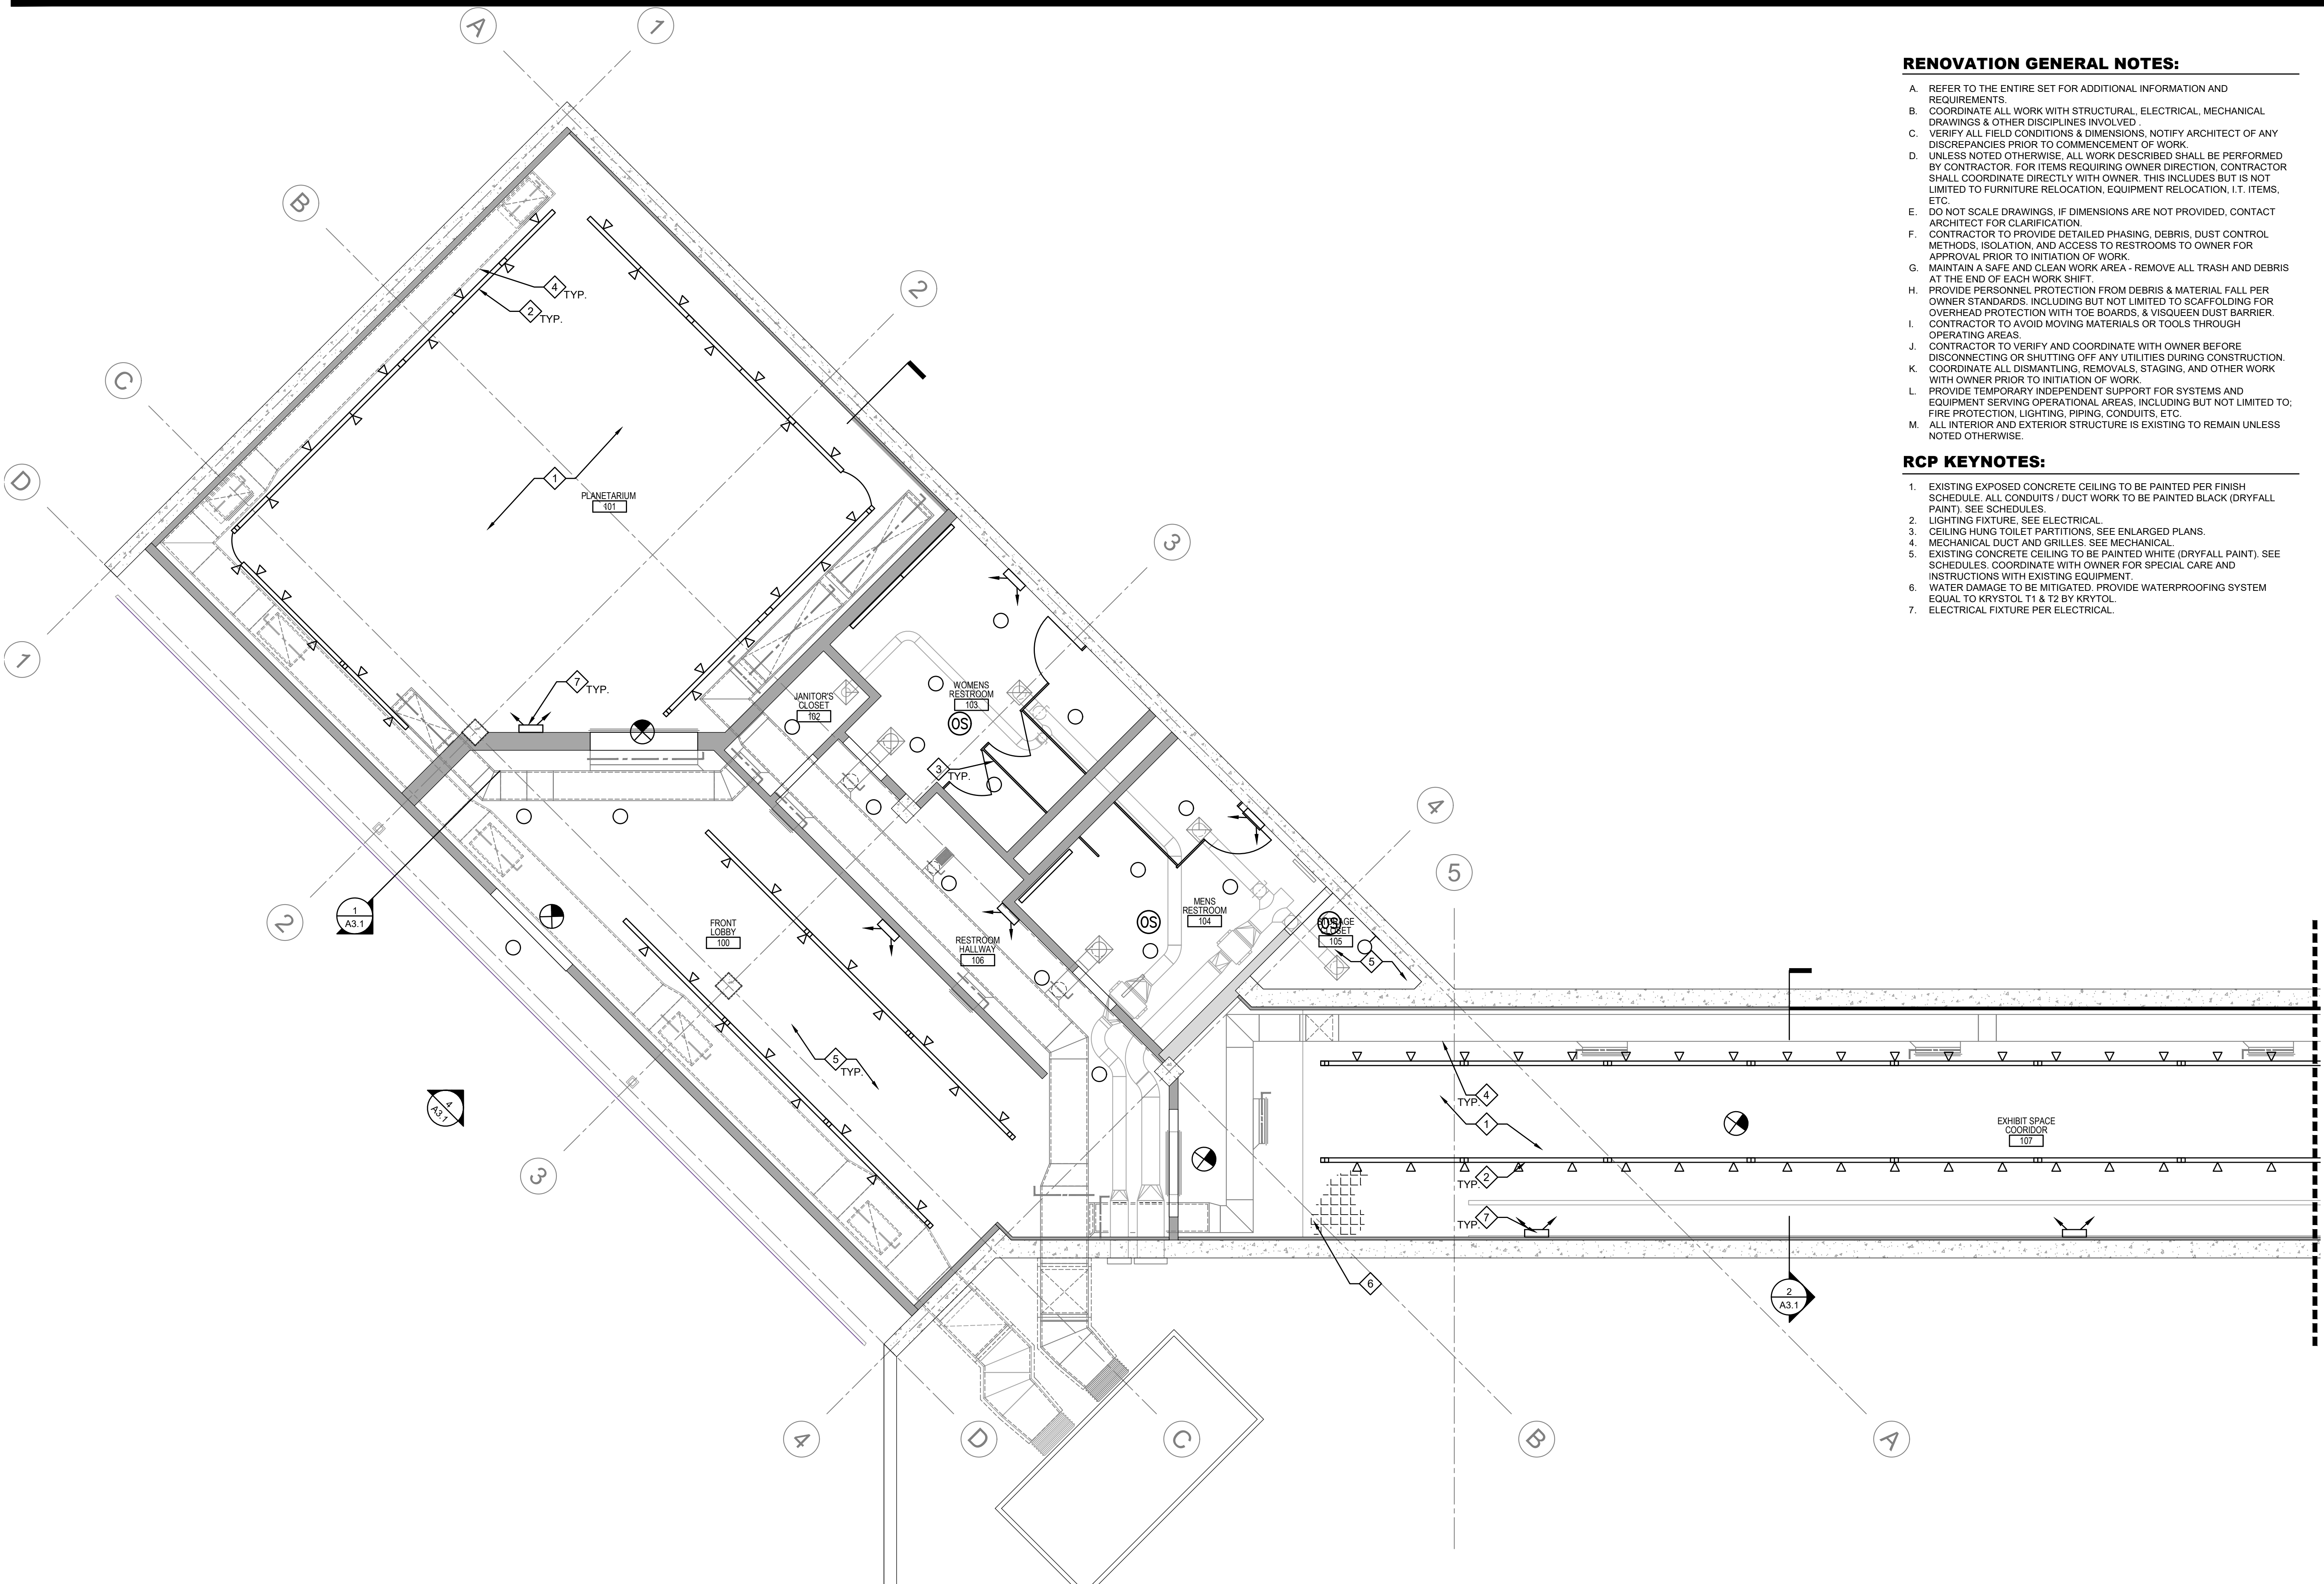 A
1
B
2
C
D
3
1
4
TYP.
2
TYP.
1
PLANETARIUM
101
7
TYP.
JANITOR'S
CLOSET
102
WOMENS
RESTROOM
103
OS
3
TYP.
4
5
2
1
A3.1
FRONT
LOBBY
100
RESTROOM
HALLWAY
106
OS
MENS
RESTROOM
104
105
5
5
TYP.
4
A3.1
3
4
TYP.
1
2
TYP.
7
TYP.
EXHIBIT SPACE
COORIDOR
107
6
2
A3.1
4
D
C
B
A
RENOVATION GENERAL NOTES:
A. REFER TO THE ENTIRE SET FOR ADDITIONAL INFORMATION AND
REQUIREMENTS.
B. COORDINATE ALL WORK WITH STRUCTURAL, ELECTRICAL, MECHANICAL
DRAWINGS & OTHER DISCIPLINES INVOLVED .
C. VERIFY ALL FIELD CONDITIONS & DIMENSIONS, NOTIFY ARCHITECT OF ANY
DISCREPANCIES PRIOR TO COMMENCEMENT OF WORK.
D. UNLESS NOTED OTHERWISE, ALL WORK DESCRIBED SHALL BE PERFORMED
BY CONTRACTOR. FOR ITEMS REQUIRING OWNER DIRECTION, CONTRACTOR
SHALL COORDINATE DIRECTLY WITH OWNER. THIS INCLUDES BUT IS NOT
LIMITED TO FURNITURE RELOCATION, EQUIPMENT RELOCATION, I.T. ITEMS,
ETC.
E. DO NOT SCALE DRAWINGS, IF DIMENSIONS ARE NOT PROVIDED, CONTACT
ARCHITECT FOR CLARIFICATION.
F. CONTRACTOR TO PROVIDE DETAILED PHASING, DEBRIS, DUST CONTROL
METHODS, ISOLATION, AND ACCESS TO RESTROOMS TO OWNER FOR
APPROVAL PRIOR TO INITIATION OF WORK.
G. MAINTAIN A SAFE AND CLEAN WORK AREA - REMOVE ALL TRASH AND DEBRIS
AT THE END OF EACH WORK SHIFT.
H. PROVIDE PERSONNEL PROTECTION FROM DEBRIS & MATERIAL FALL PER
OWNER STANDARDS. INCLUDING BUT NOT LIMITED TO SCAFFOLDING FOR
OVERHEAD PROTECTION WITH TOE BOARDS, & VISQUEEN DUST BARRIER.
I. CONTRACTOR TO AVOID MOVING MATERIALS OR TOOLS THROUGH
OPERATING AREAS.
J. CONTRACTOR TO VERIFY AND COORDINATE WITH OWNER BEFORE
DISCONNECTING OR SHUTTING OFF ANY UTILITIES DURING CONSTRUCTION.
K. COORDINATE ALL DISMANTLING, REMOVALS, STAGING, AND OTHER WORK
WITH OWNER PRIOR TO INITIATION OF WORK.
L. PROVIDE TEMPORARY INDEPENDENT SUPPORT FOR SYSTEMS AND
EQUIPMENT SERVING OPERATIONAL AREAS, INCLUDING BUT NOT LIMITED TO;
FIRE PROTECTION, LIGHTING, PIPING, CONDUITS, ETC.
M. ALL INTERIOR AND EXTERIOR STRUCTURE IS EXISTING TO REMAIN UNLESS
NOTED OTHERWISE.
RCP KEYNOTES:
1. EXISTING EXPOSED CONCRETE CEILING TO BE PAINTED PER FINISH
SCHEDULE. ALL CONDUITS / DUCT WORK TO BE PAINTED BLACK (DRYFALL
PAINT). SEE SCHEDULES.
2. LIGHTING FIXTURE, SEE ELECTRICAL.
3. CEILING HUNG TOILET PARTITIONS, SEE ENLARGED PLANS.
4. MECHANICAL DUCT AND GRILLES. SEE MECHANICAL.
5. EXISTING CONCRETE CEILING TO BE PAINTED WHITE (DRYFALL PAINT). SEE
SCHEDULES. COORDINATE WITH OWNER FOR SPECIAL CARE AND
INSTRUCTIONS WITH EXISTING EQUIPMENT.
6. WATER DAMAGE TO BE MITIGATED. PROVIDE WATERPROOFING SYSTEM
EQUAL TO KRYSTOL T1 & T2 BY KRYTOL.
7. ELECTRICAL FIXTURE PER ELECTRICAL.